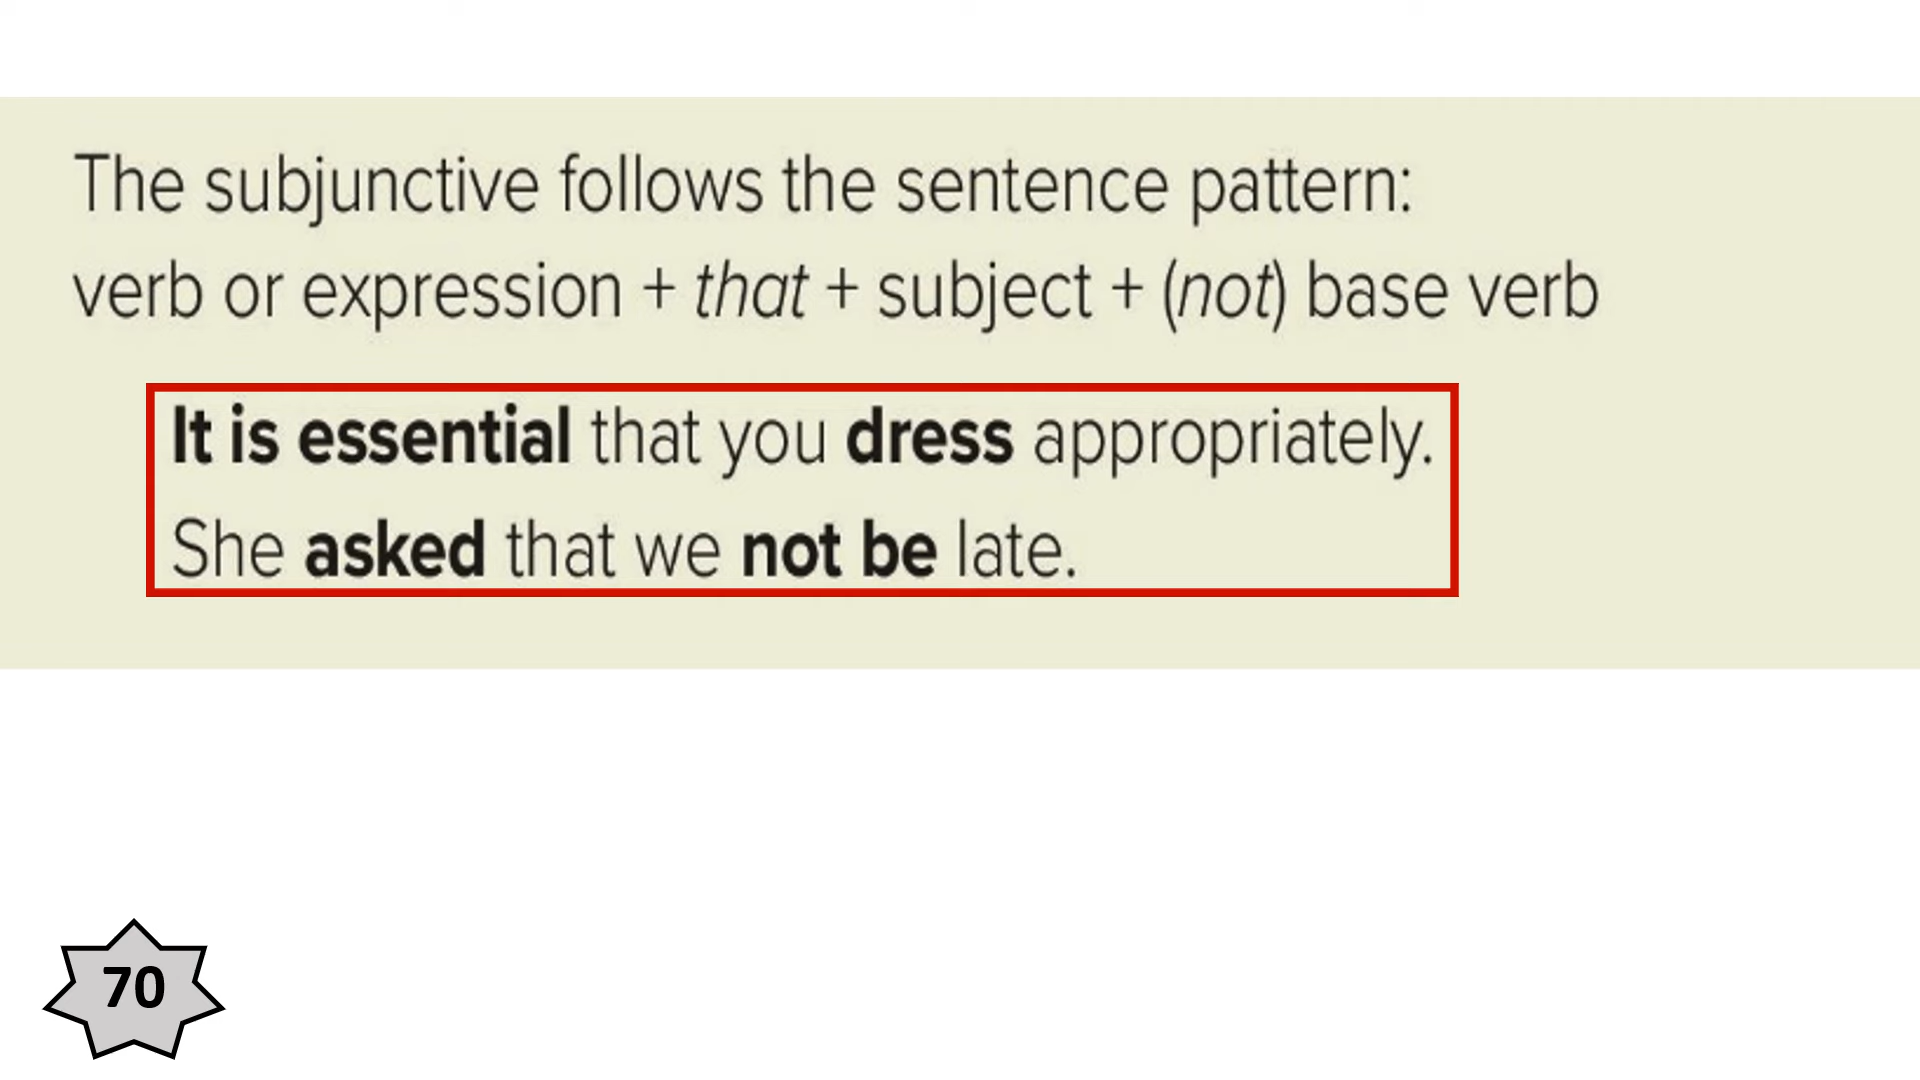 The subjunctive follows the sentence pattern:
verb or expression + that + subject + (not) base verb
It is essential that you dress appropriately.
She asked that we not be late.
70